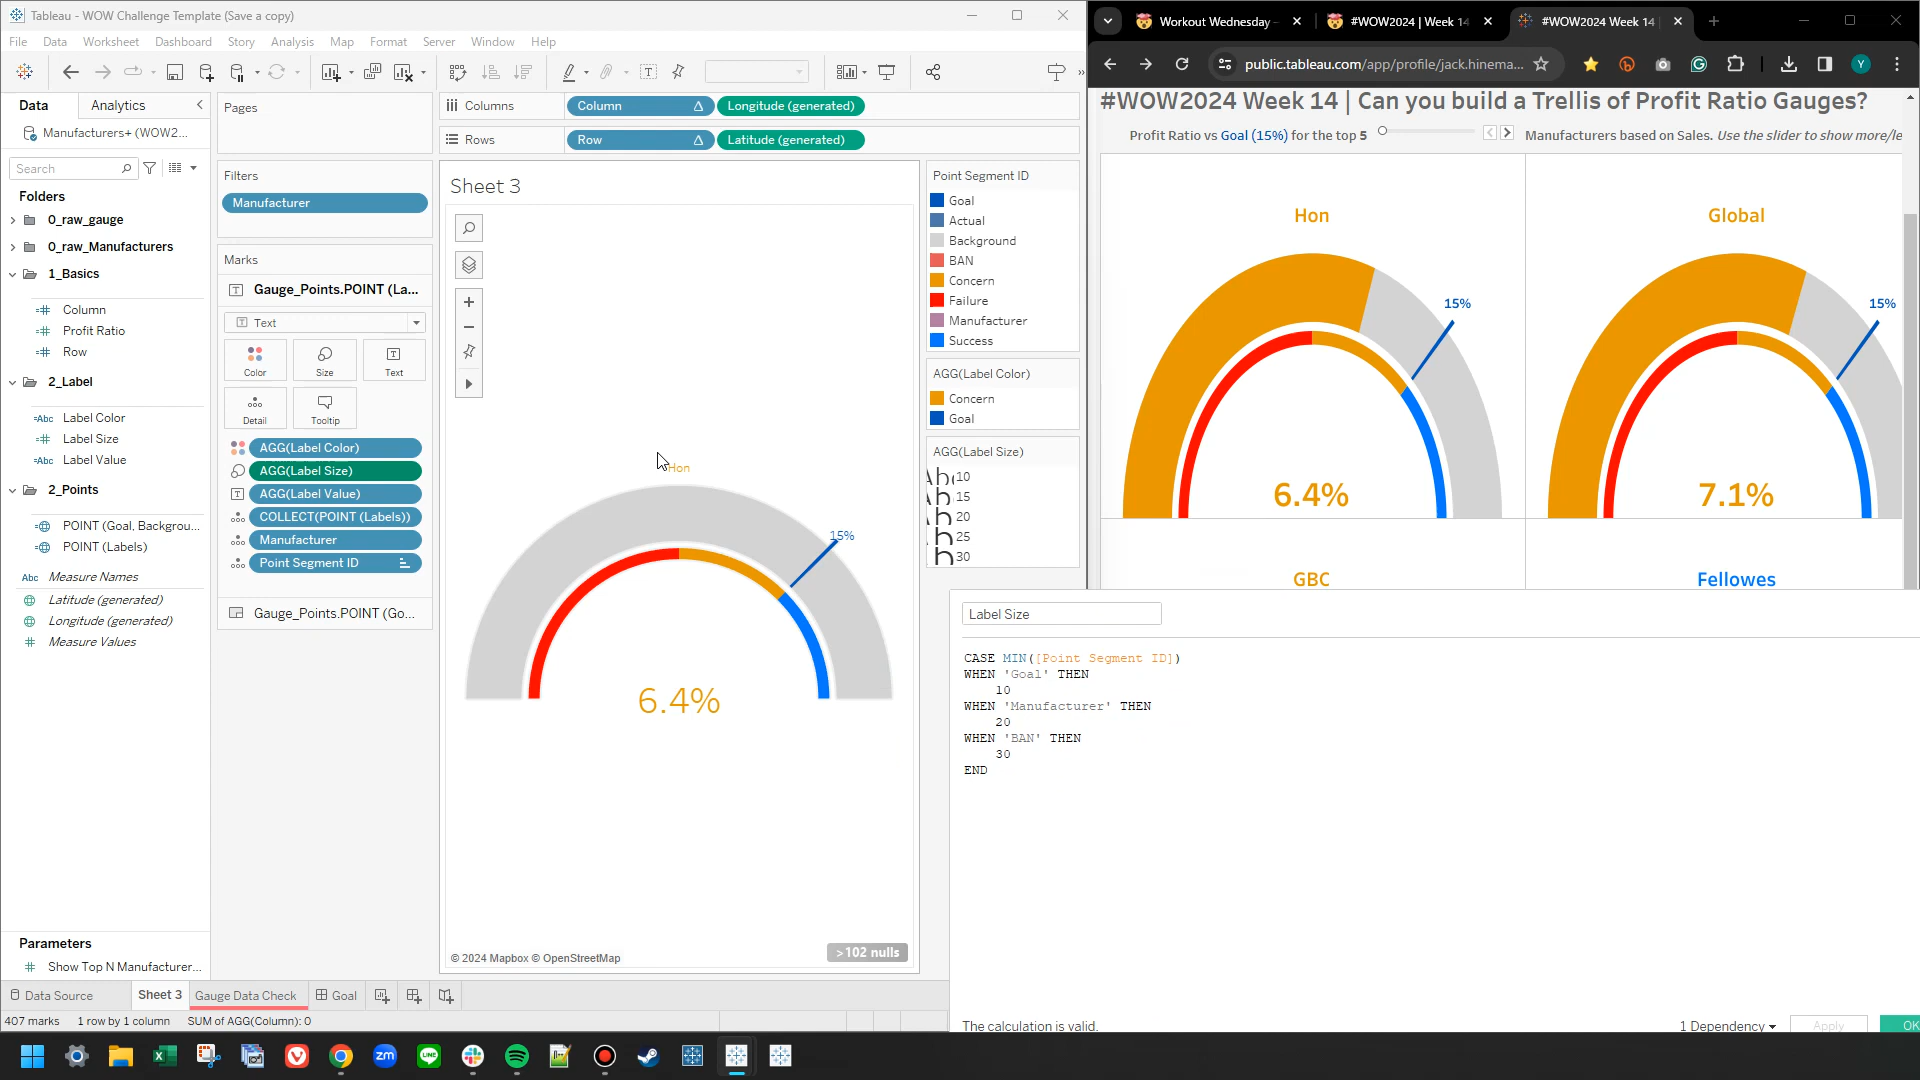 Tableau - WOW Challenge Template (Save a copy)
File Data Worksheet Dashboard Story Analysis Map Format Server Window Help
Data
Analytics
Manufacturers+ (WOW2...
Search
Folders
0_raw_gauge
0_raw_Manufacturers
1_Basics
Column
Profit Ratio
Row
2_Label
Abc Label Color
Label Size
Abc Label Value
2_Points
POINT (Goal, Backgrou...
POINT (Labels)
Abc Measure Names
Latitude (generated)
Longitude (generated)
Measure Values
Parameters
Show Top N Manufacturer...
Pages
Filters
Manufacturer
Marks
Gauge_Points.POINT (La...
Text
Color
Size
Text
Detail
Tooltip
AGG(Label Color)
AGG(Label Size)
AGG(Label Value)
COLLECT(POINT (Labels))
Manufacturer
Point Segment ID
Gauge_Points.POINT (Go...
Columns
Column
Longitude (generated)
Rows
Row
Latitude (generated)
Sheet 3
Hon
15%
6.4%
© 2024 Mapbox © OpenStreetMap
>102 nulls
Point Segment ID
Goal
Actual
Background
BAN
Concern
Failure
Manufacturer
Success
AGG(Label Color)
Concern
Goal
AGG(Label Size)
10
15
20
25
30
Data Source
Sheet 3
Gauge Data Check
Goal
407 marks
1 row by 1 column
SUM of AGG(Column): 0
Workout Wednesday
#WOW2024 | Week 14
#WOW2024 Week 14
public.tableau.com/app/profile/jack.hinema...
Y
#WOW2024 Week 14 | Can you build a Trellis of Profit Ratio Gauges?
Profit Ratio vs Goal (15%) for the top 5
Manufacturers based on Sales. Use the slider to show more/le
Hon
15%
6.4%
Global
15%
7.1%
GBC
Fellowes
Label Size
CASE MIN([Point Segment ID])
WHEN 'Goal' THEN
10
WHEN 'Manufacturer' THEN
20
WHEN 'BAN' THEN
30
END
The calculation is valid.
1 Dependency
Apply
OK
zm
LINE